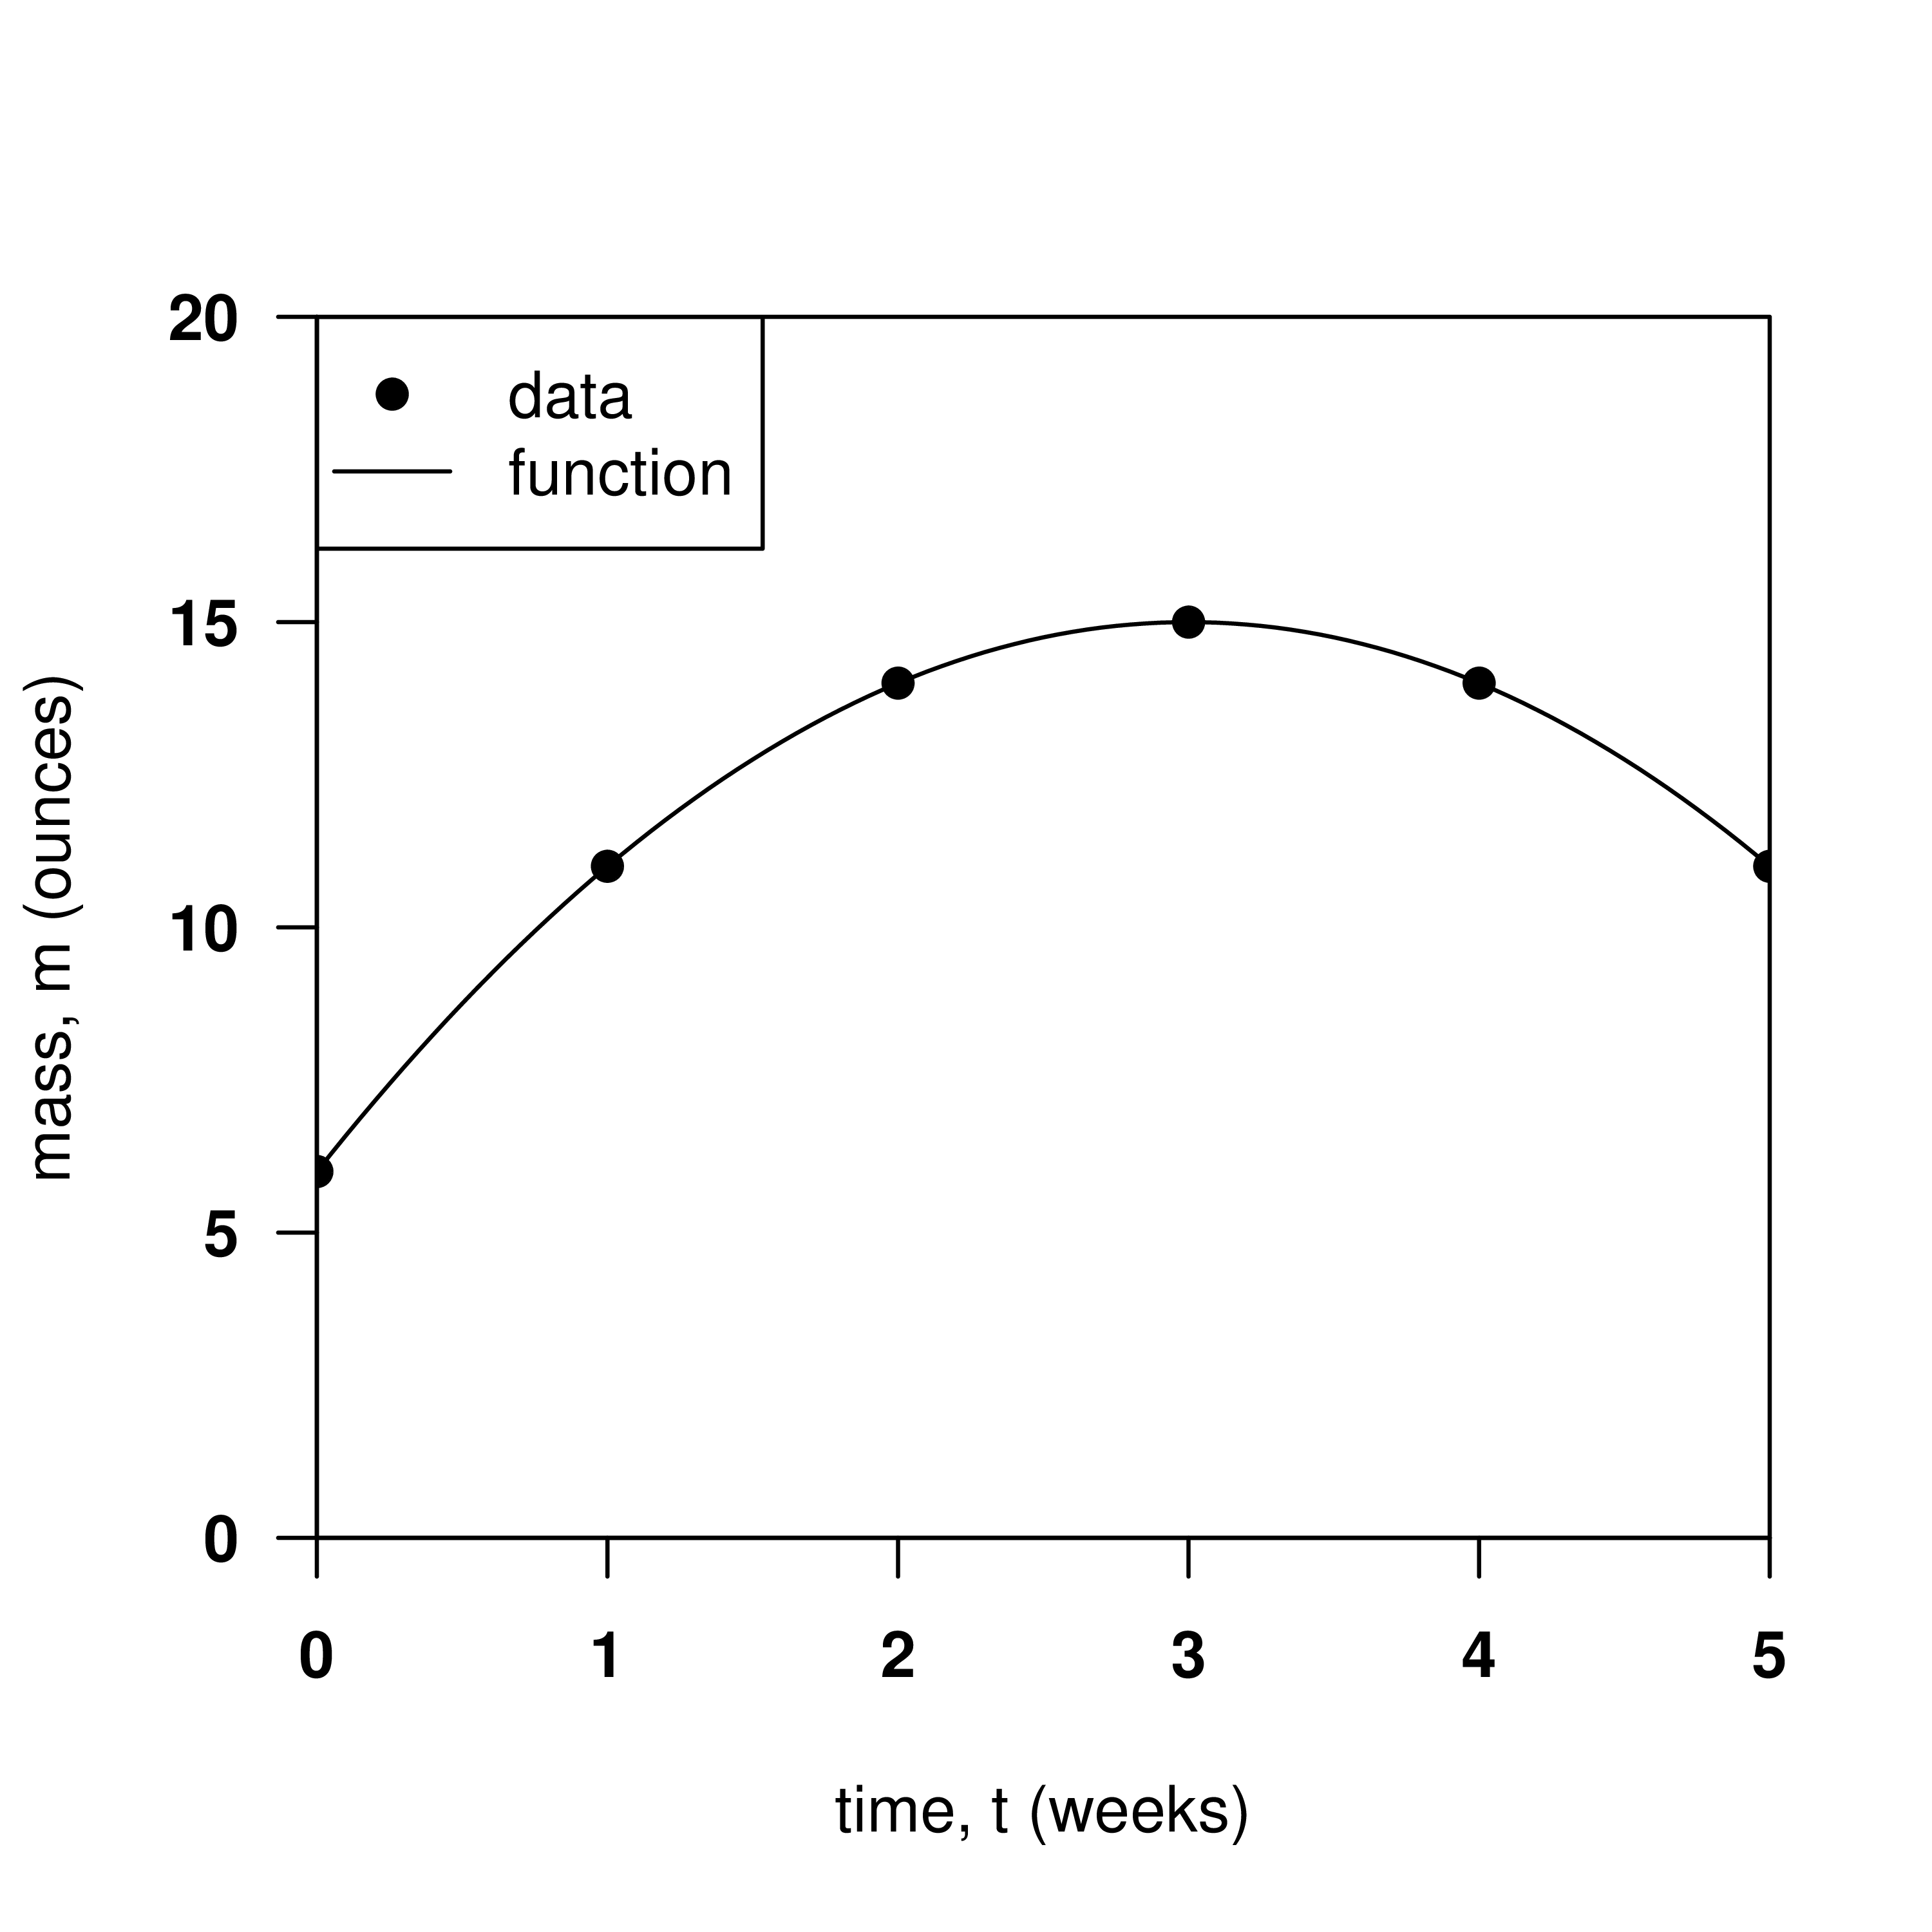 data
function
20
15
10
5
0
mass, m (ounces)
0 1 2 3 4 5
time, t (weeks)